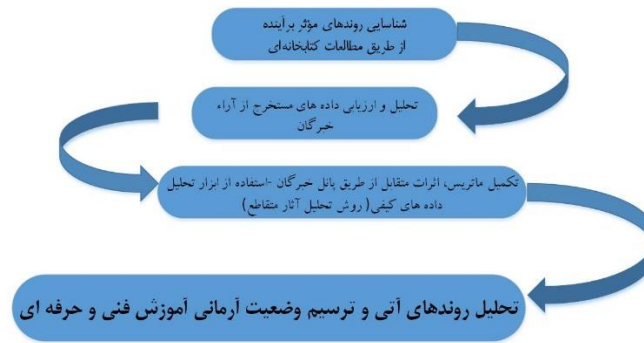 شناسایی روندهای مؤثر برآینده
از طریق مطالعات کتابخانه‌ای
تحلیل و ارزیابی داده های مستخرج از آراء
خبرگان
تکمیل ماتریس، اثرات متقابل از طریق پانل خبرگان -استفاده از ابزار تحلیل
داده های کیفی( روش تحلیل آثار متقاطع)
تحلیل روندهای آتی و ترسیم وضعیت آرمانی آموزش فنی و حرفه ای